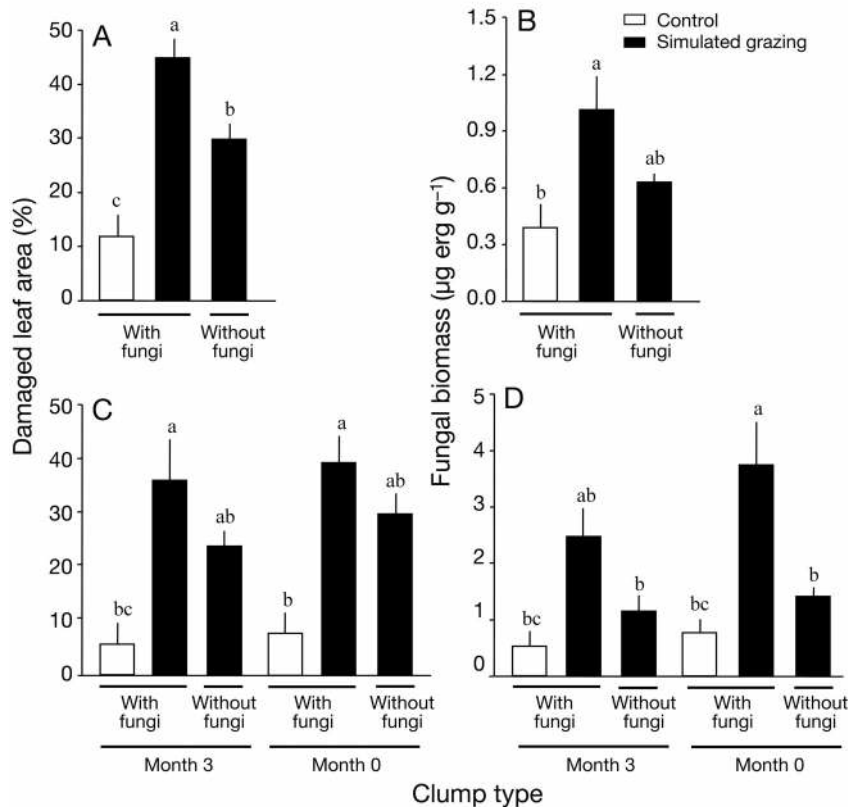 A
50
40
30
20
10
0
c
a
b
With
fungi
Without
fungi
B
1.5
1.2
0.9
0.6
0.3
0.0
Control
Simulated grazing
b
a
ab
With
fungi
Without
fungi
Damaged leaf area (%)
Fungal biomass (µg erg g–1)
C
50
40
30
20
10
0
bc
a
ab
b
a
ab
With
fungi
Without
fungi
With
fungi
Without
fungi
Month 3
Month 0
D
5
4
3
2
1
0
bc
ab
b
bc
a
b
With
fungi
Without
fungi
With
fungi
Without
fungi
Month 3
Month 0
Clump type